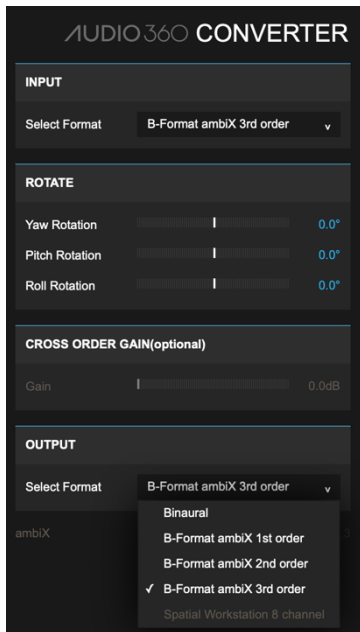 AUDIO360 CONVERTER
INPUT
Select Format B-Format ambiX 3rd order v
ROTATE
Yaw Rotation 0.0°
Pitch Rotation 0.0°
Roll Rotation 0.0°
CROSS ORDER GAIN(optional)
Gain 0.0dB
OUTPUT
Select Format B-Format ambiX 3rd order v
ambiX 3
Binaural
B-Format ambiX 1st order
B-Format ambiX 2nd order
✓ B-Format ambiX 3rd order
Spatial Workstation 8 channel